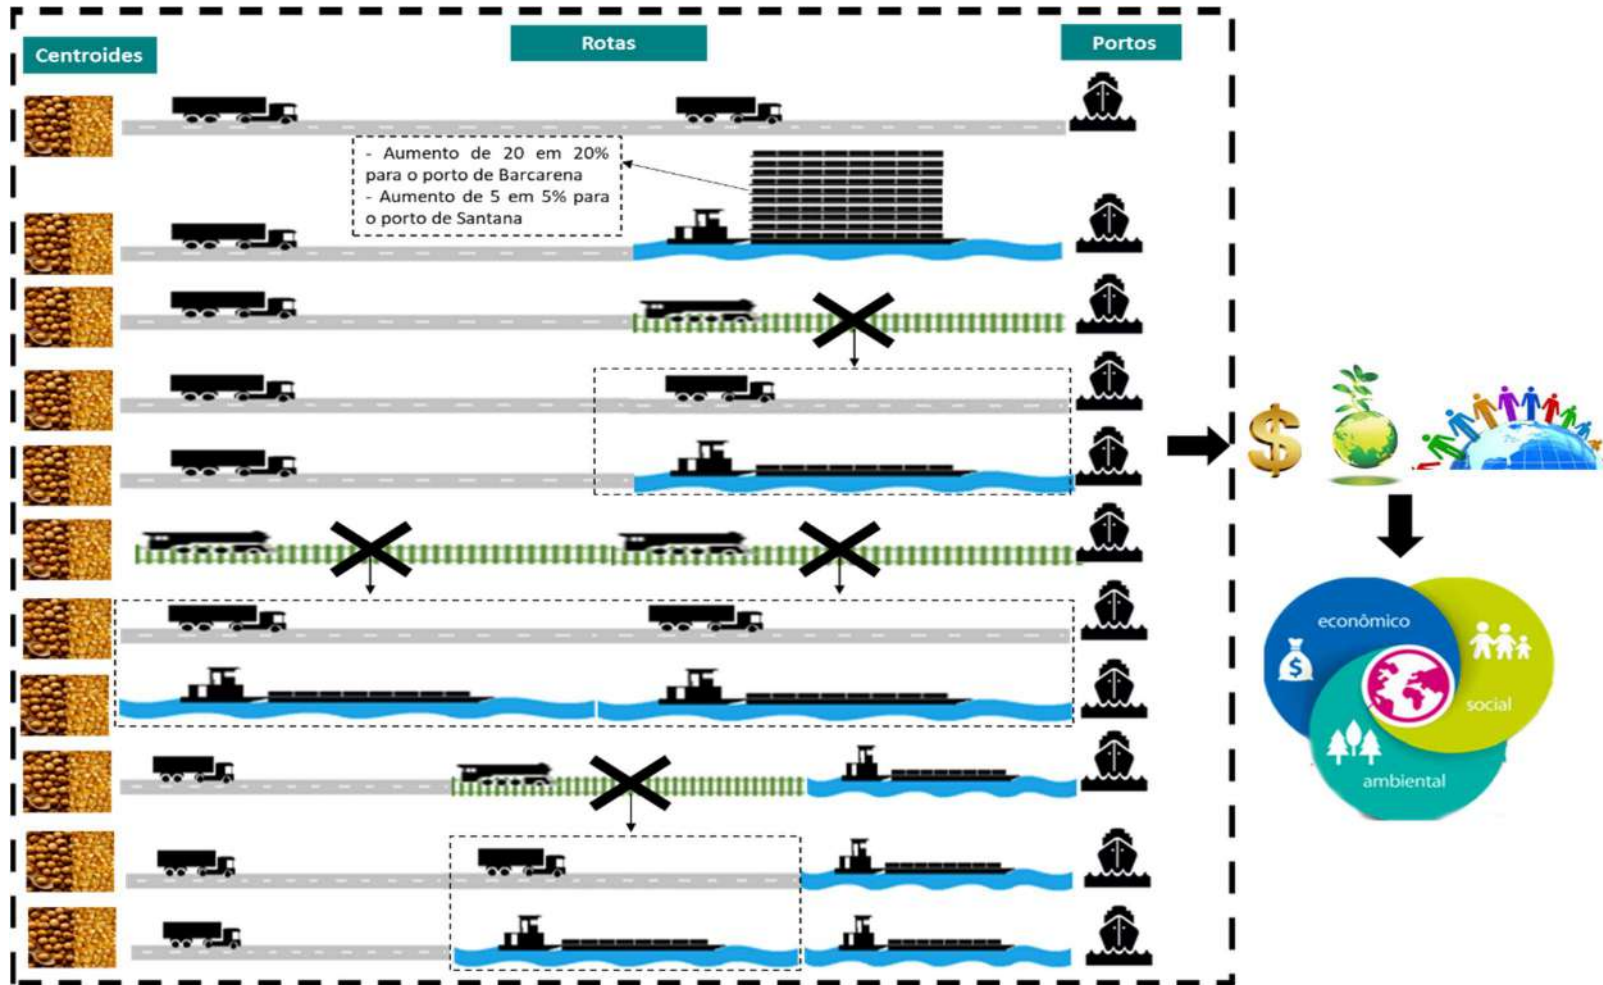 Centroides
Rotas
Portos
- Aumento de 20 em 20%
para o porto de Barcarena
- Aumento de 5 em 5% para
o porto de Santana
$
econômico
$
social
ambiental